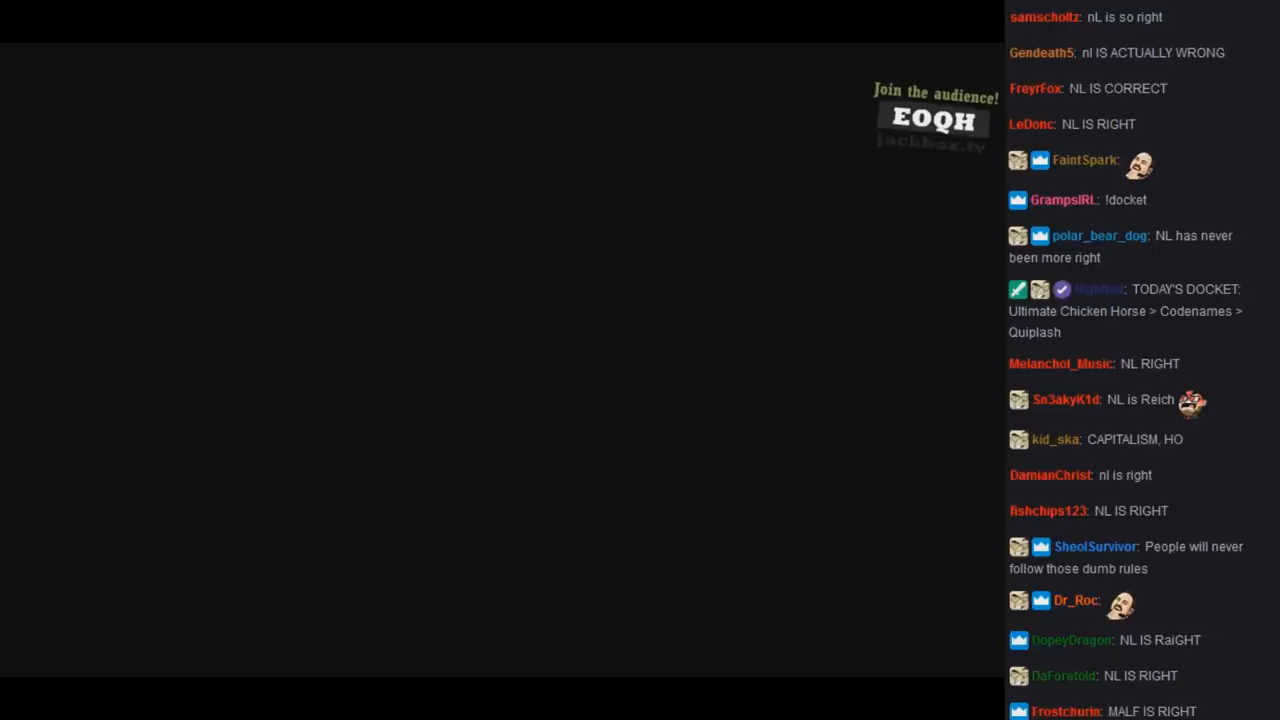 Join the audience!
EOQH
jackbox.tv
samscholtz: nL is so right
Gendeath5: nl IS ACTUALLY WRONG
FreyrFox: NL IS CORRECT
LeDonc: NL IS RIGHT
FaintSpark:
GrampsIRL: !docket
polar_bear_dog: NL has never
been more right
Nightbot: TODAY'S DOCKET:
Ultimate Chicken Horse > Codenames >
Quiplash
Melanchol_Music: NL RIGHT
Sn3akyK1d: NL is Reich
kid_ska: CAPITALISM, HO
DamianChrist: nl is right
fishchips123: NL IS RIGHT
SheolSurvivor: People will never
follow those dumb rules
Dr_Roc:
DopeyDragon: NL IS RaiGHT
DaForetold: NL IS RIGHT
Frostchurin: MALF IS RIGHT